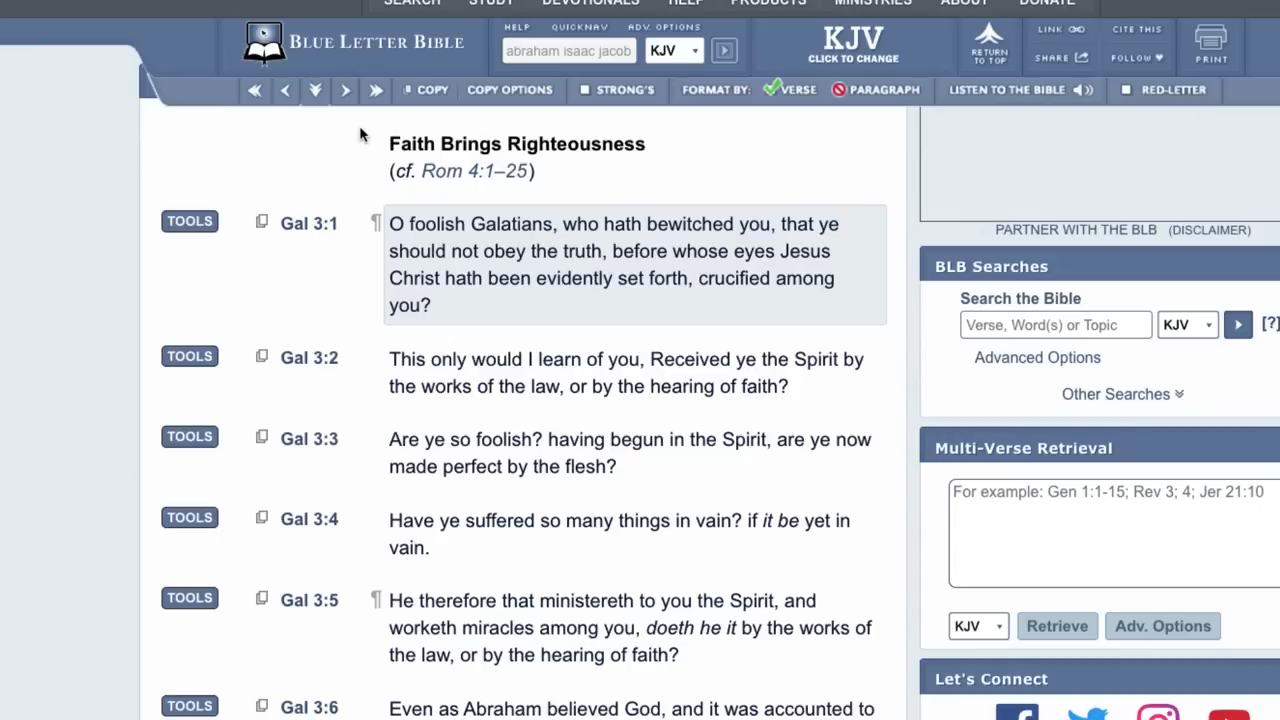 SEARCH STUDY DEVOTIONALS HELP PRODUCTS MINISTRIES ABOUT DONATE
BLUE LETTER BIBLE
HELP QUICKNAV ADV. OPTIONS
abraham isaac jacob KJV
KJV
CLICK TO CHANGE
RETURN
TO TOP
LINK CITE THIS
SHARE FOLLOW
PRINT
COPY COPY OPTIONS STRONG'S FORMAT BY: VERSE PARAGRAPH LISTEN TO THE BIBLE RED-LETTER
Faith Brings Righteousness
(cf. Rom 4:1–25)
TOOLS Gal 3:1 ¶ O foolish Galatians, who hath bewitched you, that ye
should not obey the truth, before whose eyes Jesus
Christ hath been evidently set forth, crucified among
you?
TOOLS Gal 3:2 This only would I learn of you, Received ye the Spirit by
the works of the law, or by the hearing of faith?
TOOLS Gal 3:3 Are ye so foolish? having begun in the Spirit, are ye now
made perfect by the flesh?
TOOLS Gal 3:4 Have ye suffered so many things in vain? if it be yet in
vain.
TOOLS Gal 3:5 ¶ He therefore that ministereth to you the Spirit, and
worketh miracles among you, doeth he it by the works of
the law, or by the hearing of faith?
TOOLS Gal 3:6 Even as Abraham believed God, and it was accounted to
PARTNER WITH THE BLB (DISCLAIMER)
BLB Searches
Search the Bible
Verse, Word(s) or Topic KJV [?]
Advanced Options
Other Searches
Multi-Verse Retrieval
For example: Gen 1:1-15; Rev 3; 4; Jer 21:10
KJV Retrieve Adv. Options
Let's Connect